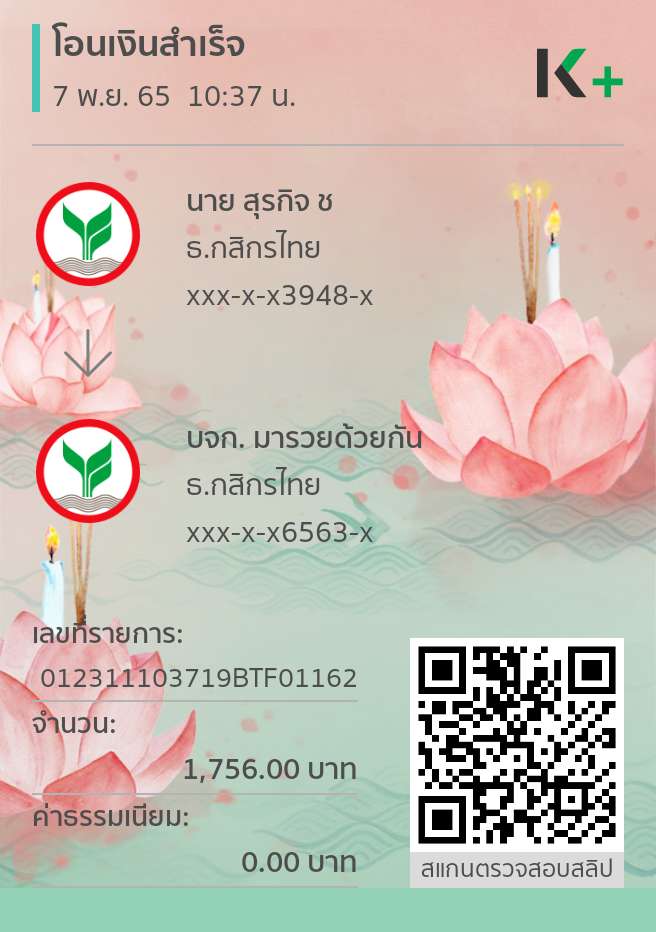 โอนเงินสำเร็จ
7 พ.ย. 65 10:37 น.
K+
นาย สุรกิจ ช
ธ.กสิกรไทย
xxx-x-x3948-x
บจก. มารวยด้วยกัน
ธ.กสิกรไทย
xxx-x-x6563-x
เลขที่รายการ:
012311103719BTF01162
จำนวน:
1,756.00 บาท
ค่าธรรมเนียม:
0.00 บาท
สแกนตรวจสอบสลิป